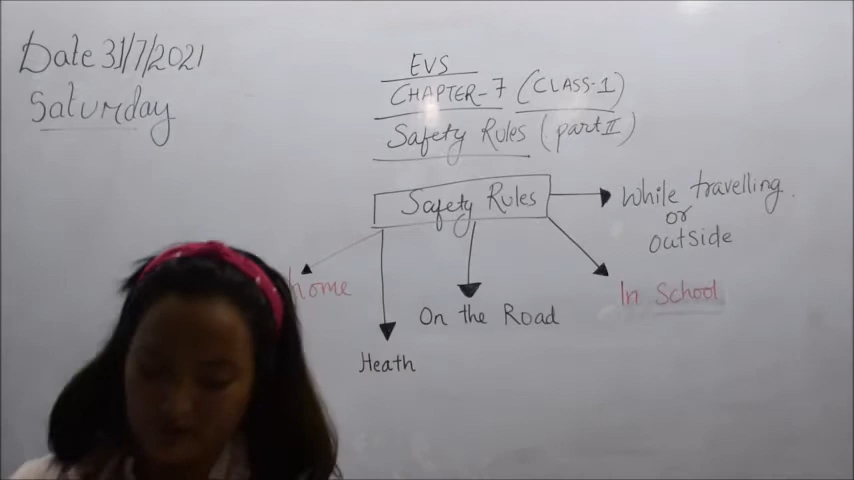 Date 31/7/2021
Saturday
EVS
CHAPTER-7 (CLASS-1)
Safety Rules (part II)
Safety Rules
While travelling.
or
outside
home
In School
On the Road
Heath